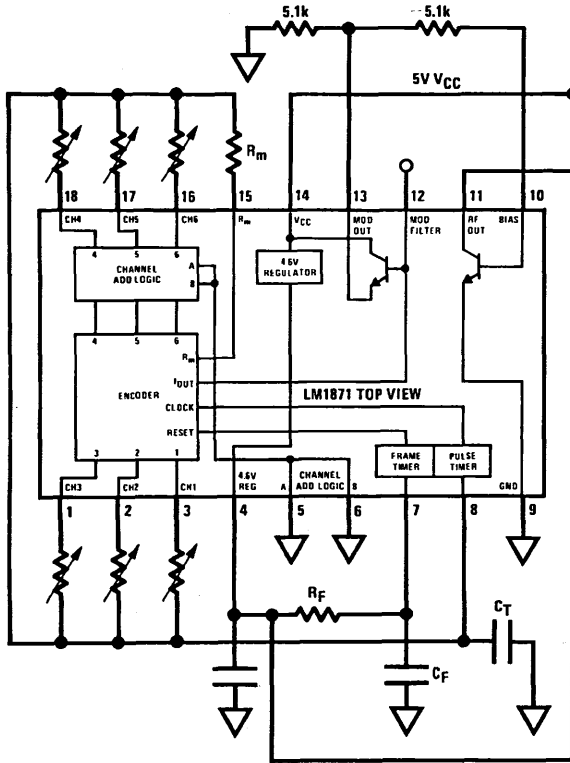 5.1k 5.1k
5V VCC
Rm
18 17 16 15 14 13 12 11 10
CH4 CH5 CH6 Rm VCC MOD OUT MOD FILTER RF OUT BIAS
4 5 6 A
CHANNEL ADD LOGIC
B
4.6V REGULATOR
4 5 6
Rm
IOUT
ENCODER
LM1871 TOP VIEW
CLOCK
RESET
3 2 1
FRAME TIMER PULSE TIMER
CH3 CH2 CH1 4.6V REG A CHANNEL ADD LOGIC B GND
1 2 3 4 5 6 7 8 9
RF
CT
CF